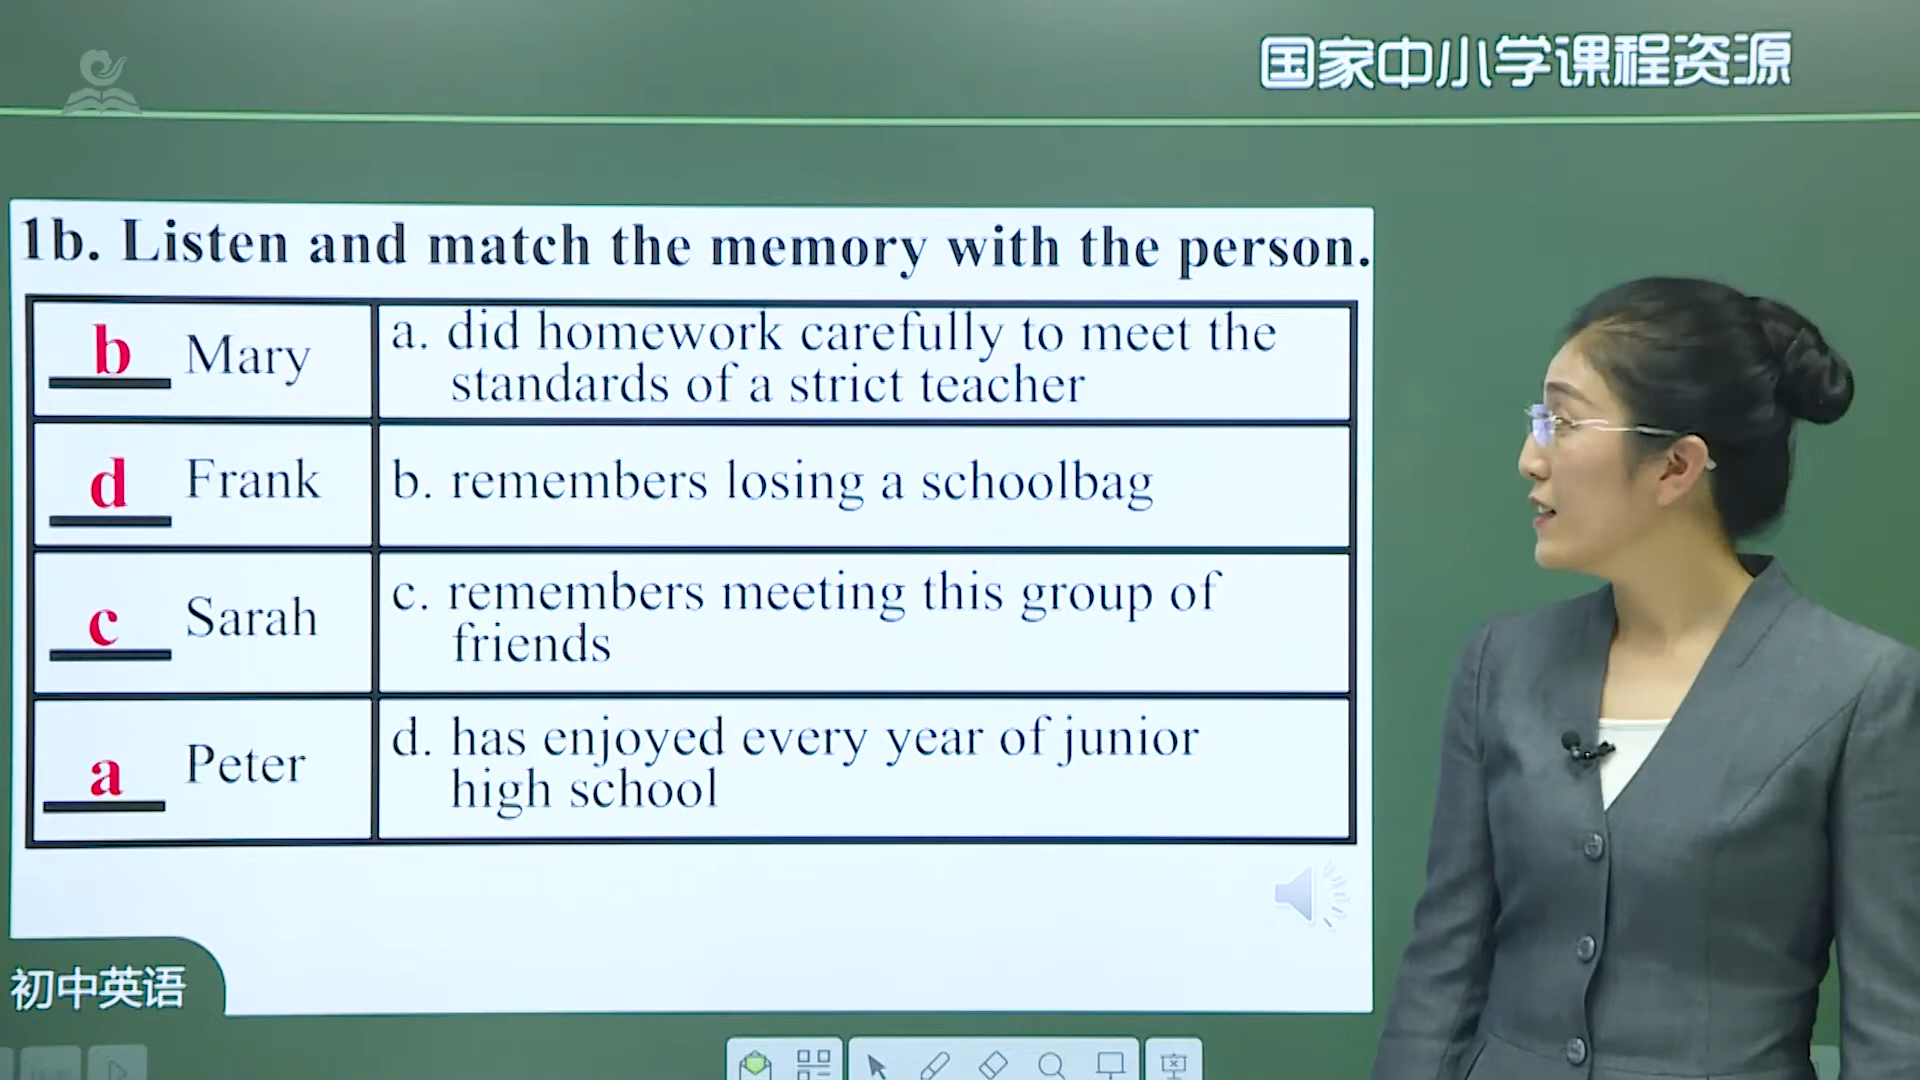 国家中小学课程资源
1b. Listen and match the memory with the person.
b Mary
a. did homework carefully to meet the
standards of a strict teacher
d Frank
b. remembers losing a schoolbag
c Sarah
c. remembers meeting this group of
friends
a Peter
d. has enjoyed every year of junior
high school
初中英语